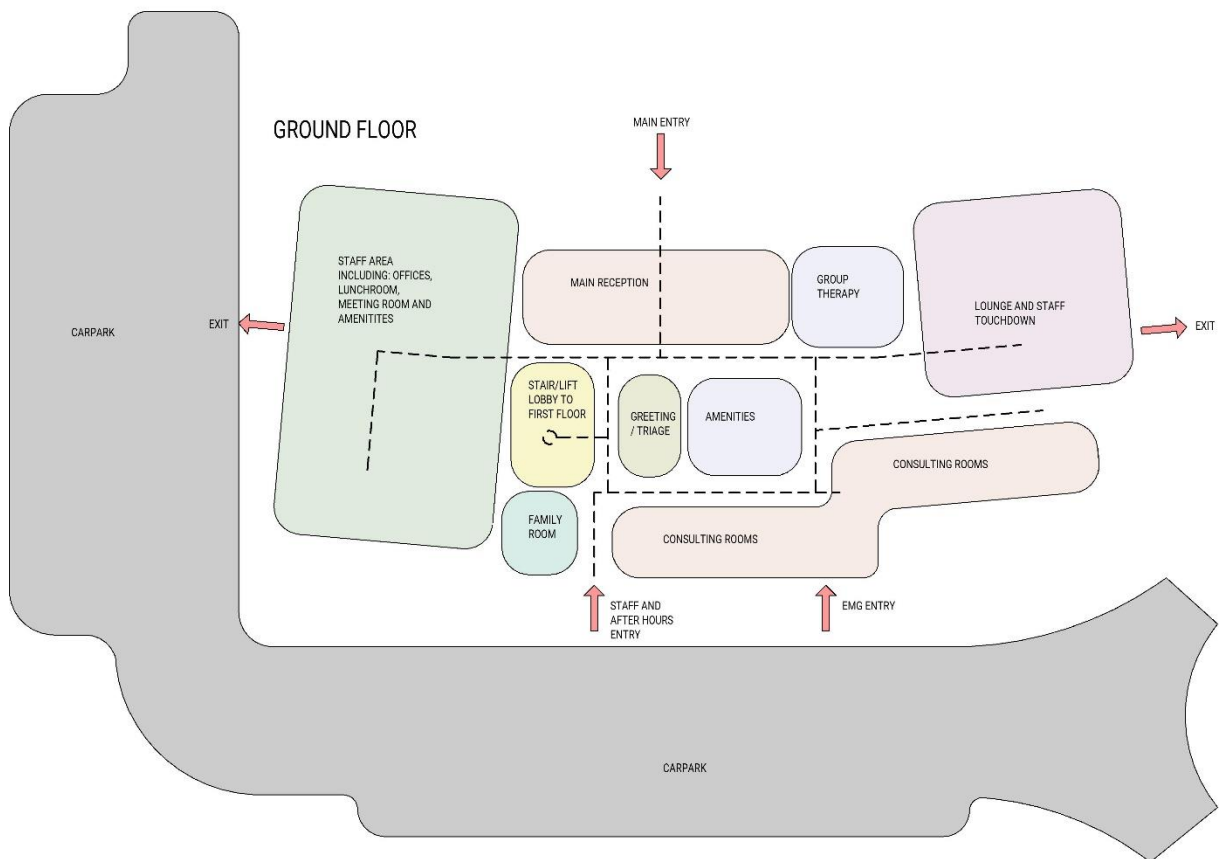 GROUND FLOOR
MAIN ENTRY
STAFF AREA
INCLUDING: OFFICES,
LUNCHROOM,
MEETING ROOM AND
AMENITITES
MAIN RECEPTION
GROUP
THERAPY
LOUNGE AND STAFF
TOUCHDOWN
CARPARK
EXIT
EXIT
STAIR/LIFT
LOBBY TO
FIRST FLOOR
GREETING
/ TRIAGE
AMENITIES
CONSULTING ROOMS
FAMILY
ROOM
CONSULTING ROOMS
STAFF AND
AFTER HOURS
ENTRY
EMG ENTRY
CARPARK